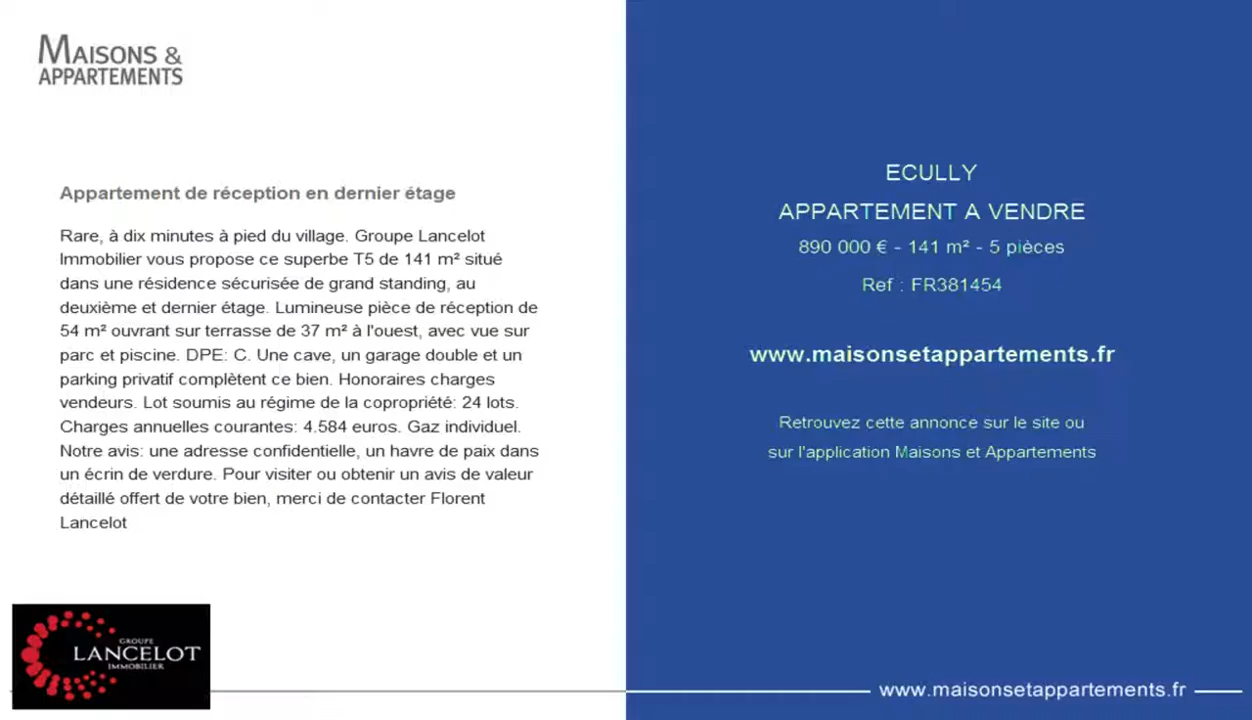 MAISONS &
APPARTEMENTS
Appartement de réception en dernier étage
Rare, à dix minutes à pied du village. Groupe Lancelot
Immobilier vous propose ce superbe T5 de 141 m² situé
dans une résidence sécurisée de grand standing, au
deuxième et dernier étage. Lumineuse pièce de réception de
54 m² ouvrant sur terrasse de 37 m² à l'ouest, avec vue sur
parc et piscine. DPE: C. Une cave, un garage double et un
parking privatif complètent ce bien. Honoraires charges
vendeurs. Lot soumis au régime de la copropriété: 24 lots.
Charges annuelles courantes: 4.584 euros. Gaz individuel.
Notre avis: une adresse confidentielle, un havre de paix dans
un écrin de verdure. Pour visiter ou obtenir un avis de valeur
détaillé offert de votre bien, merci de contacter Florent
Lancelot
GROUPE
LANCELOT
IMMOBILIER
ECULLY
APPARTEMENT A VENDRE
890 000 € - 141 m² - 5 pièces
Ref : FR381454
www.maisonsetappartements.fr
Retrouvez cette annonce sur le site ou
sur l'application Maisons et Appartements
www.maisonsetappartements.fr